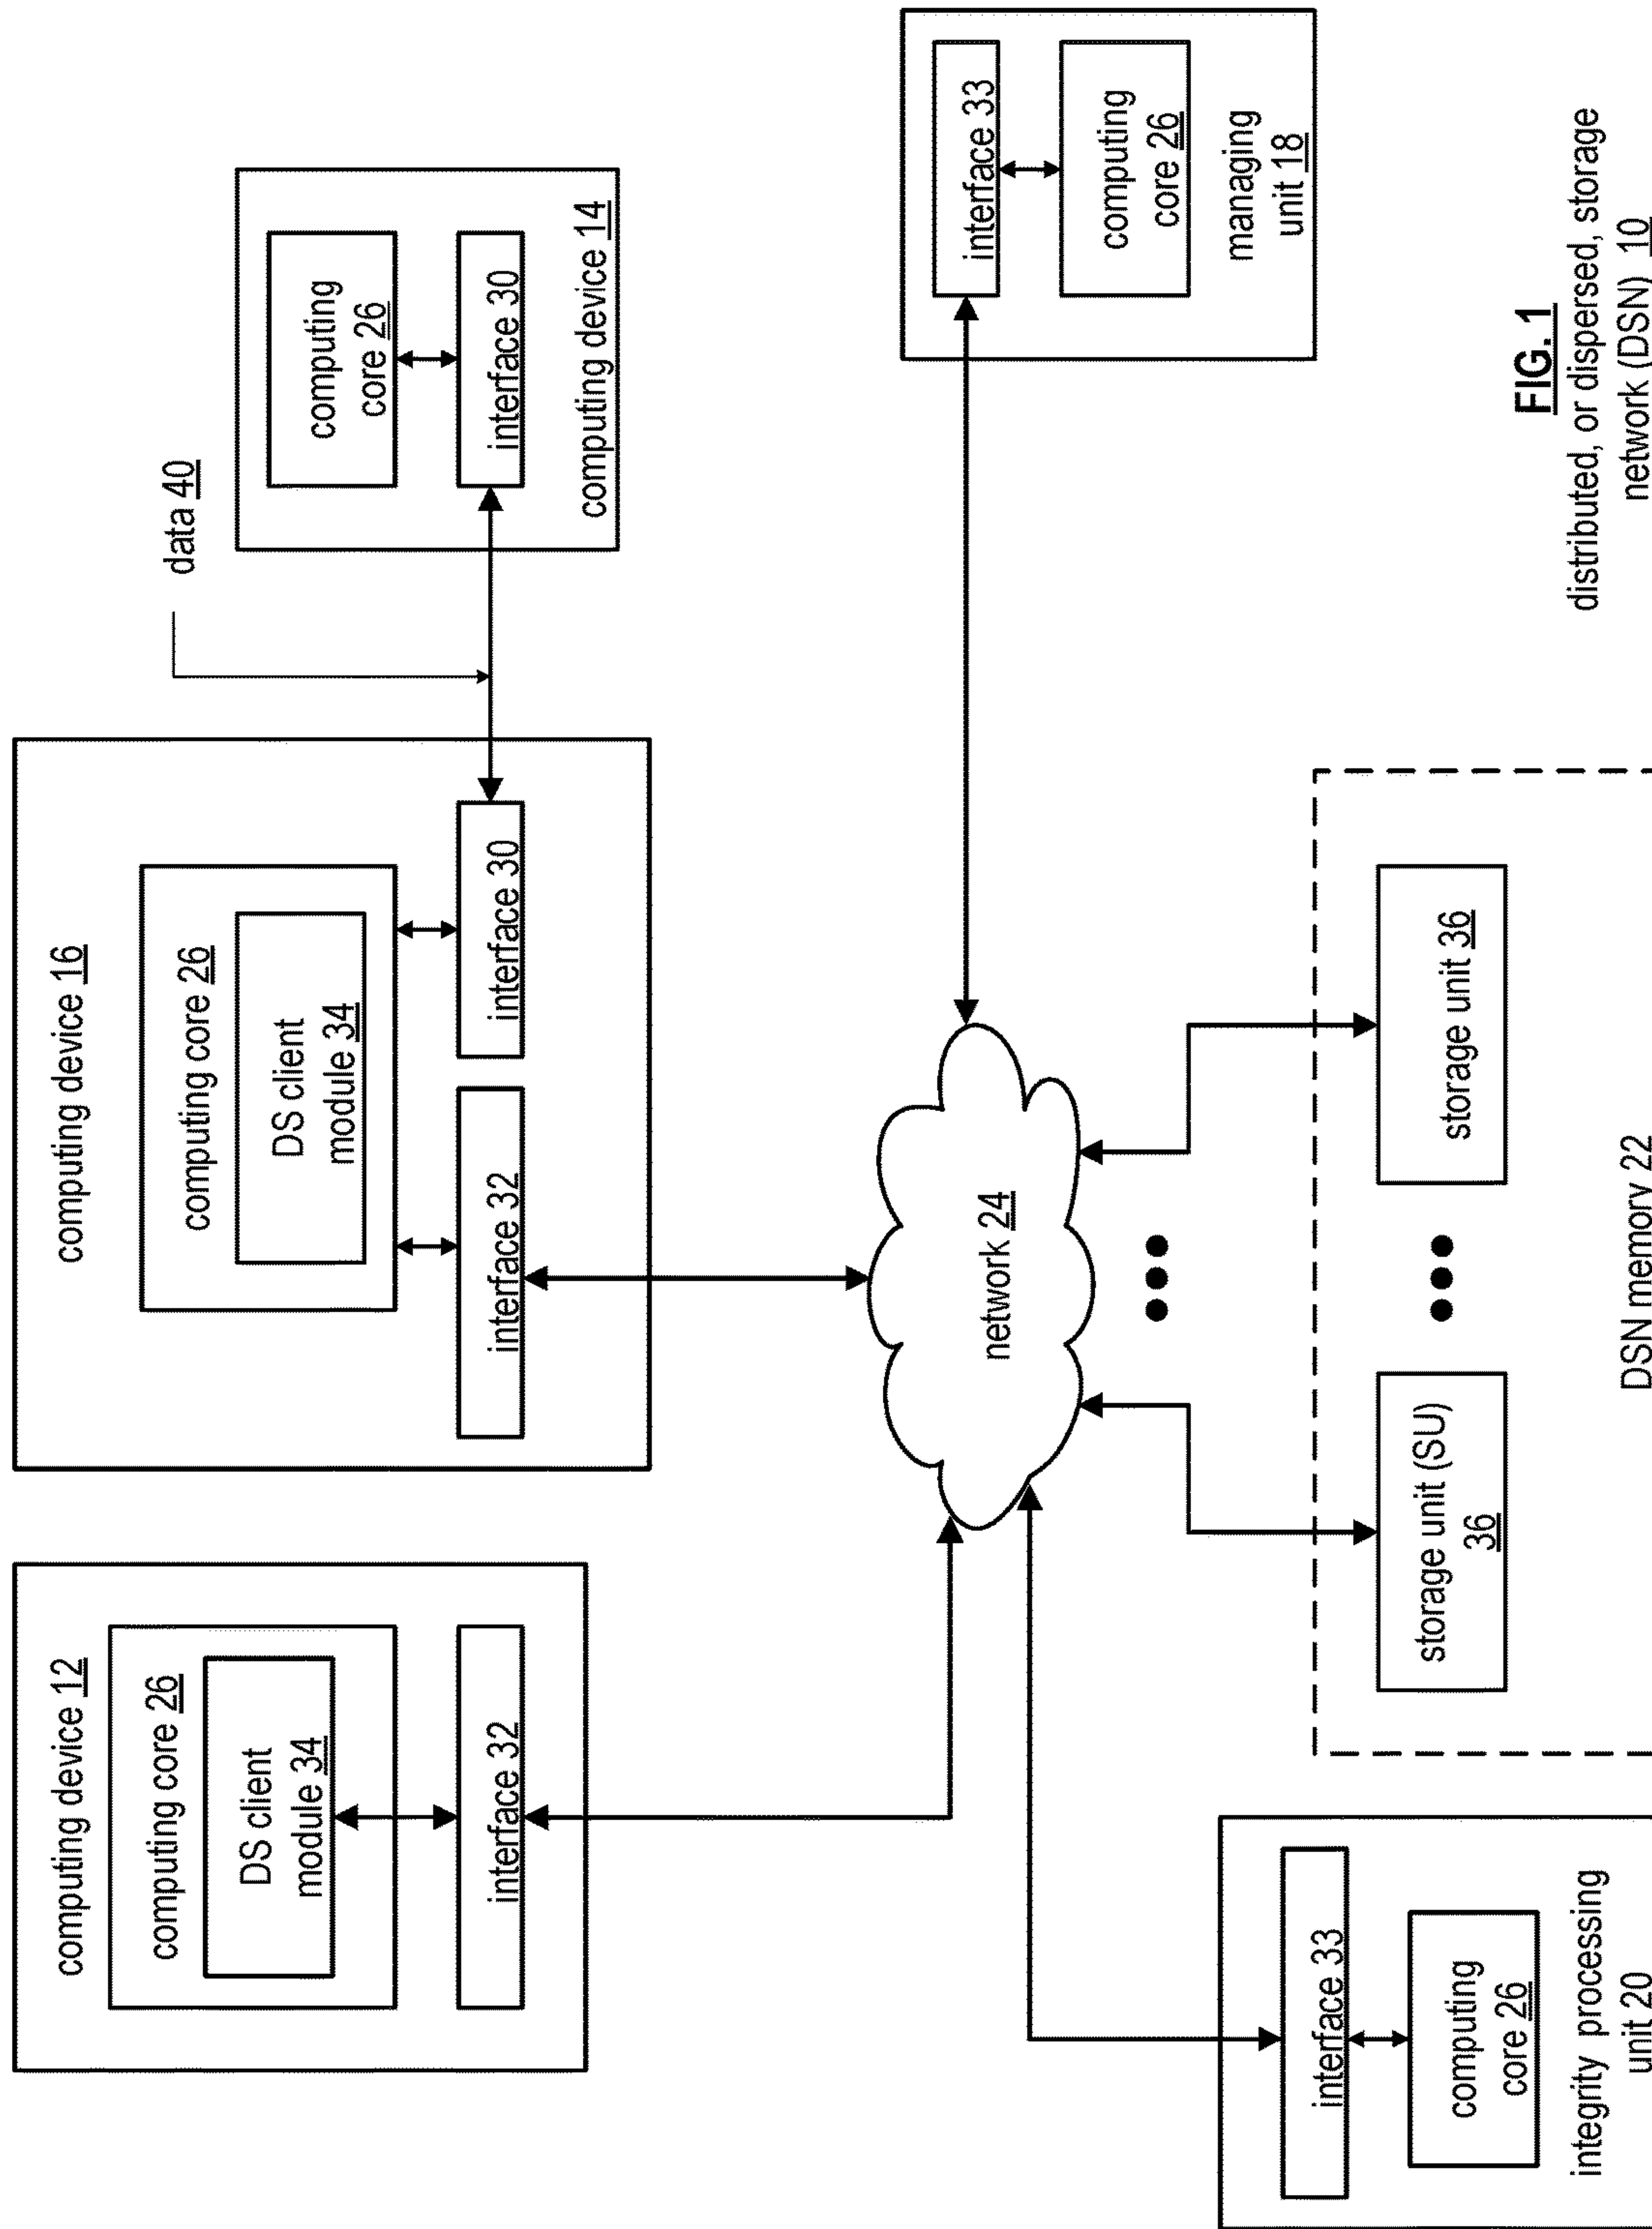 computing device 12
computing core 26
DS client
module 34
interface 32
computing device 16
computing core 26
DS client
module 34
interface 32
interface 30
data 40
computing
core 26
interface 30
computing device 14
network 24
interface 33
computing
core 26
managing
unit 18
interface 33
computing
core 26
integrity processing
unit 20
storage unit (SU)
36
storage unit 36
DSN memory 22
FIG. 1
distributed, or dispersed, storage
network (DSN) 10